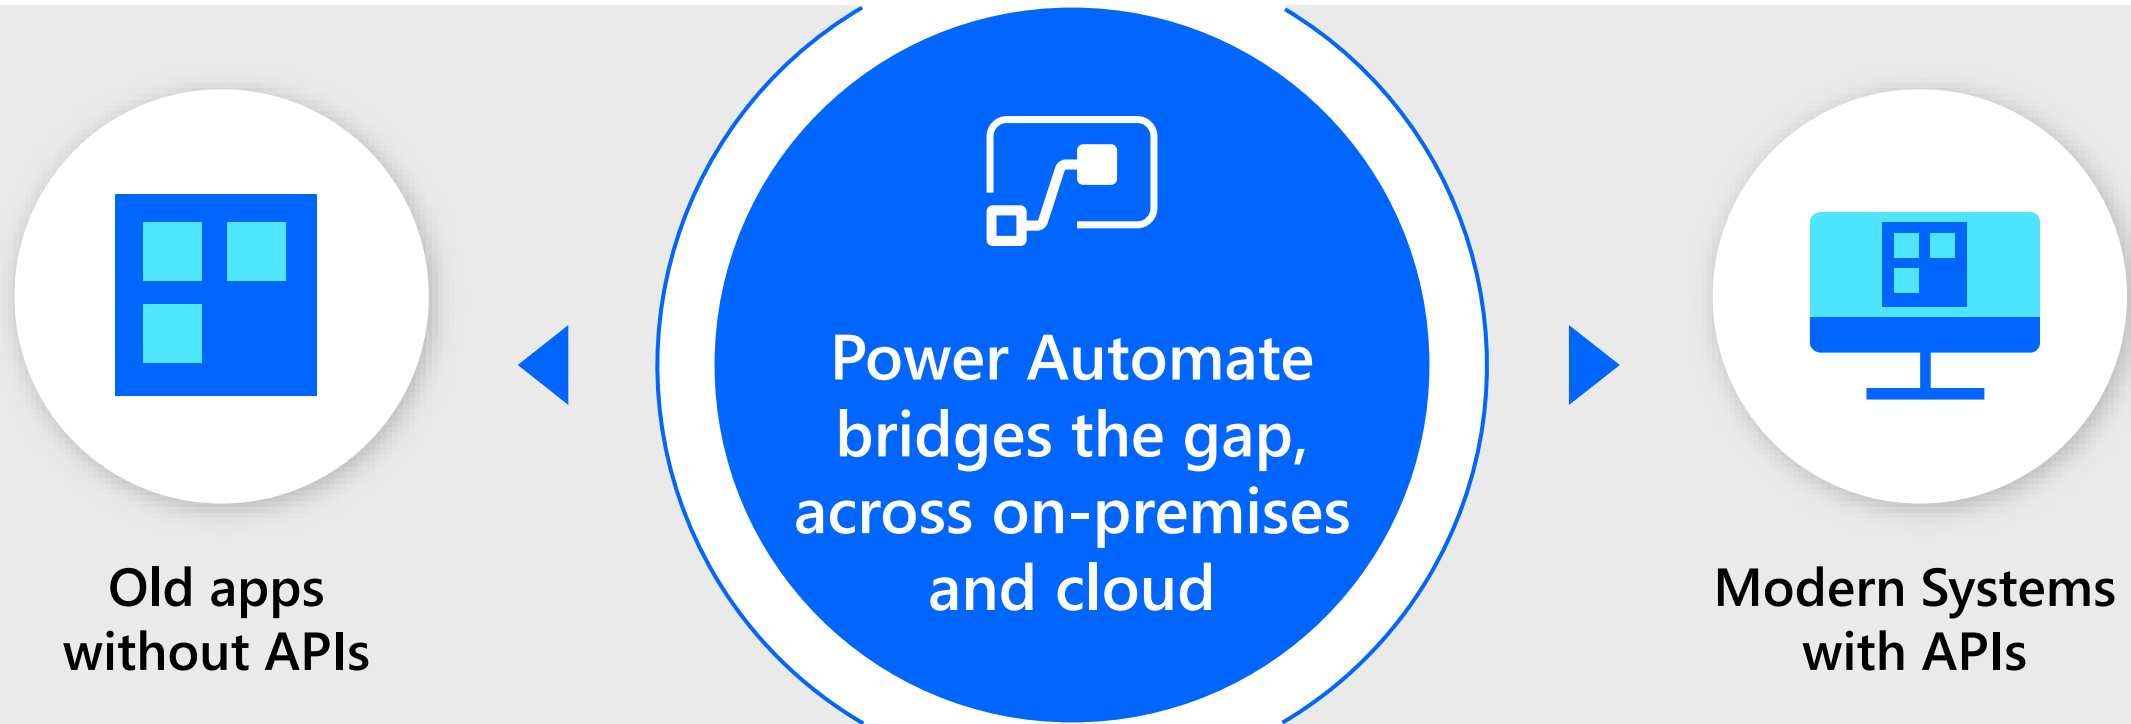 Power Automate
bridges the gap,
across on-premises
and cloud
Old apps
without APIs
Modern Systems
with APIs